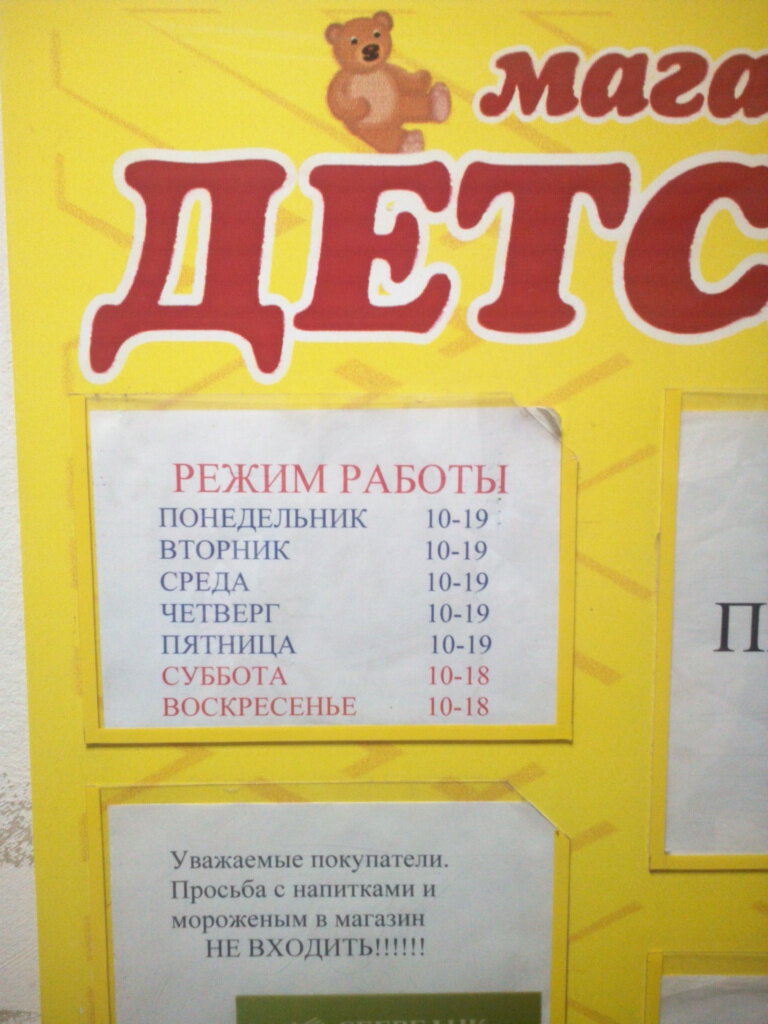 мага
ДЕТС
РЕЖИМ РАБОТЫ
ПОНЕДЕЛЬНИК 10-19
ВТОРНИК 10-19
СРЕДА 10-19
ЧЕТВЕРГ 10-19
ПЯТНИЦА 10-19
СУББОТА 10-18
ВОСКРЕСЕНЬЕ 10-18
Уважаемые покупатели.
Просьба с напитками и
мороженым в магазин
НЕ ВХОДИТЬ!!!!!!